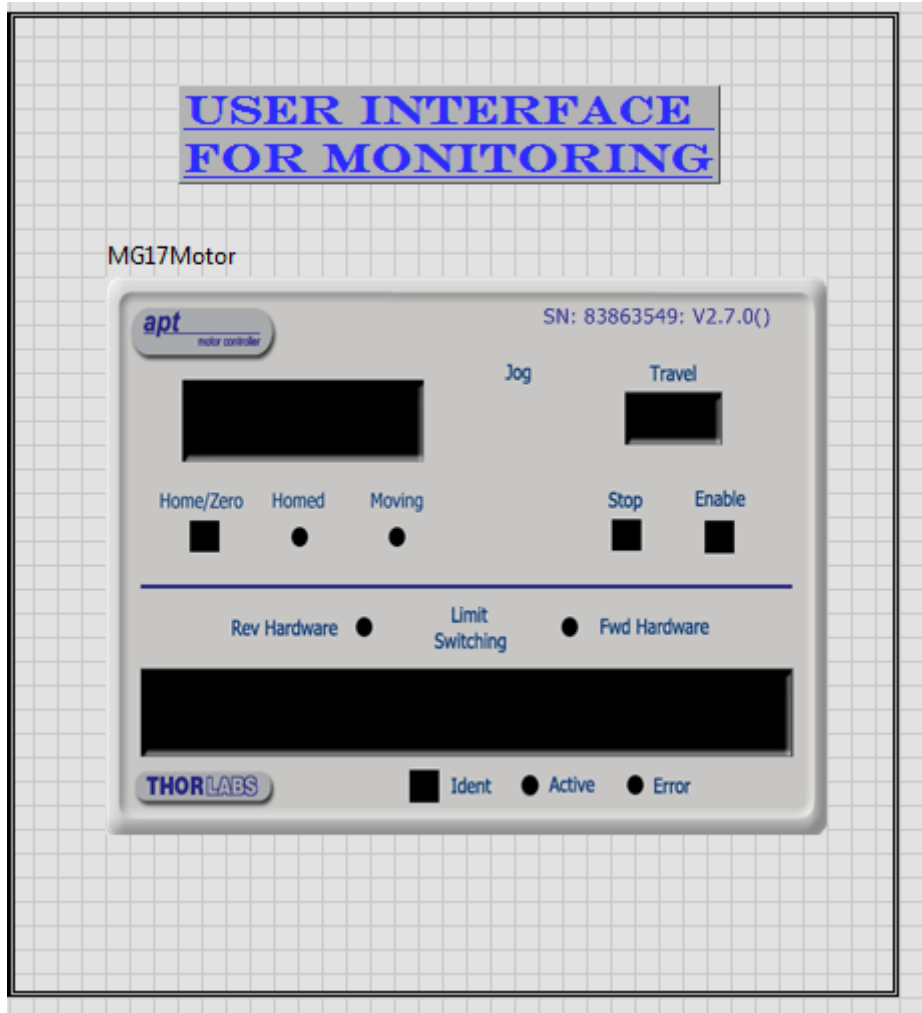 USER INTERFACE
FOR MONITORING
MG17Motor
apt
motor controller
SN: 83863549: V2.7.0()
Jog
Travel
Home/Zero
Homed
Moving
Stop
Enable
Rev Hardware
Limit
Switching
Fwd Hardware
THORLABS
Ident
Active
Error